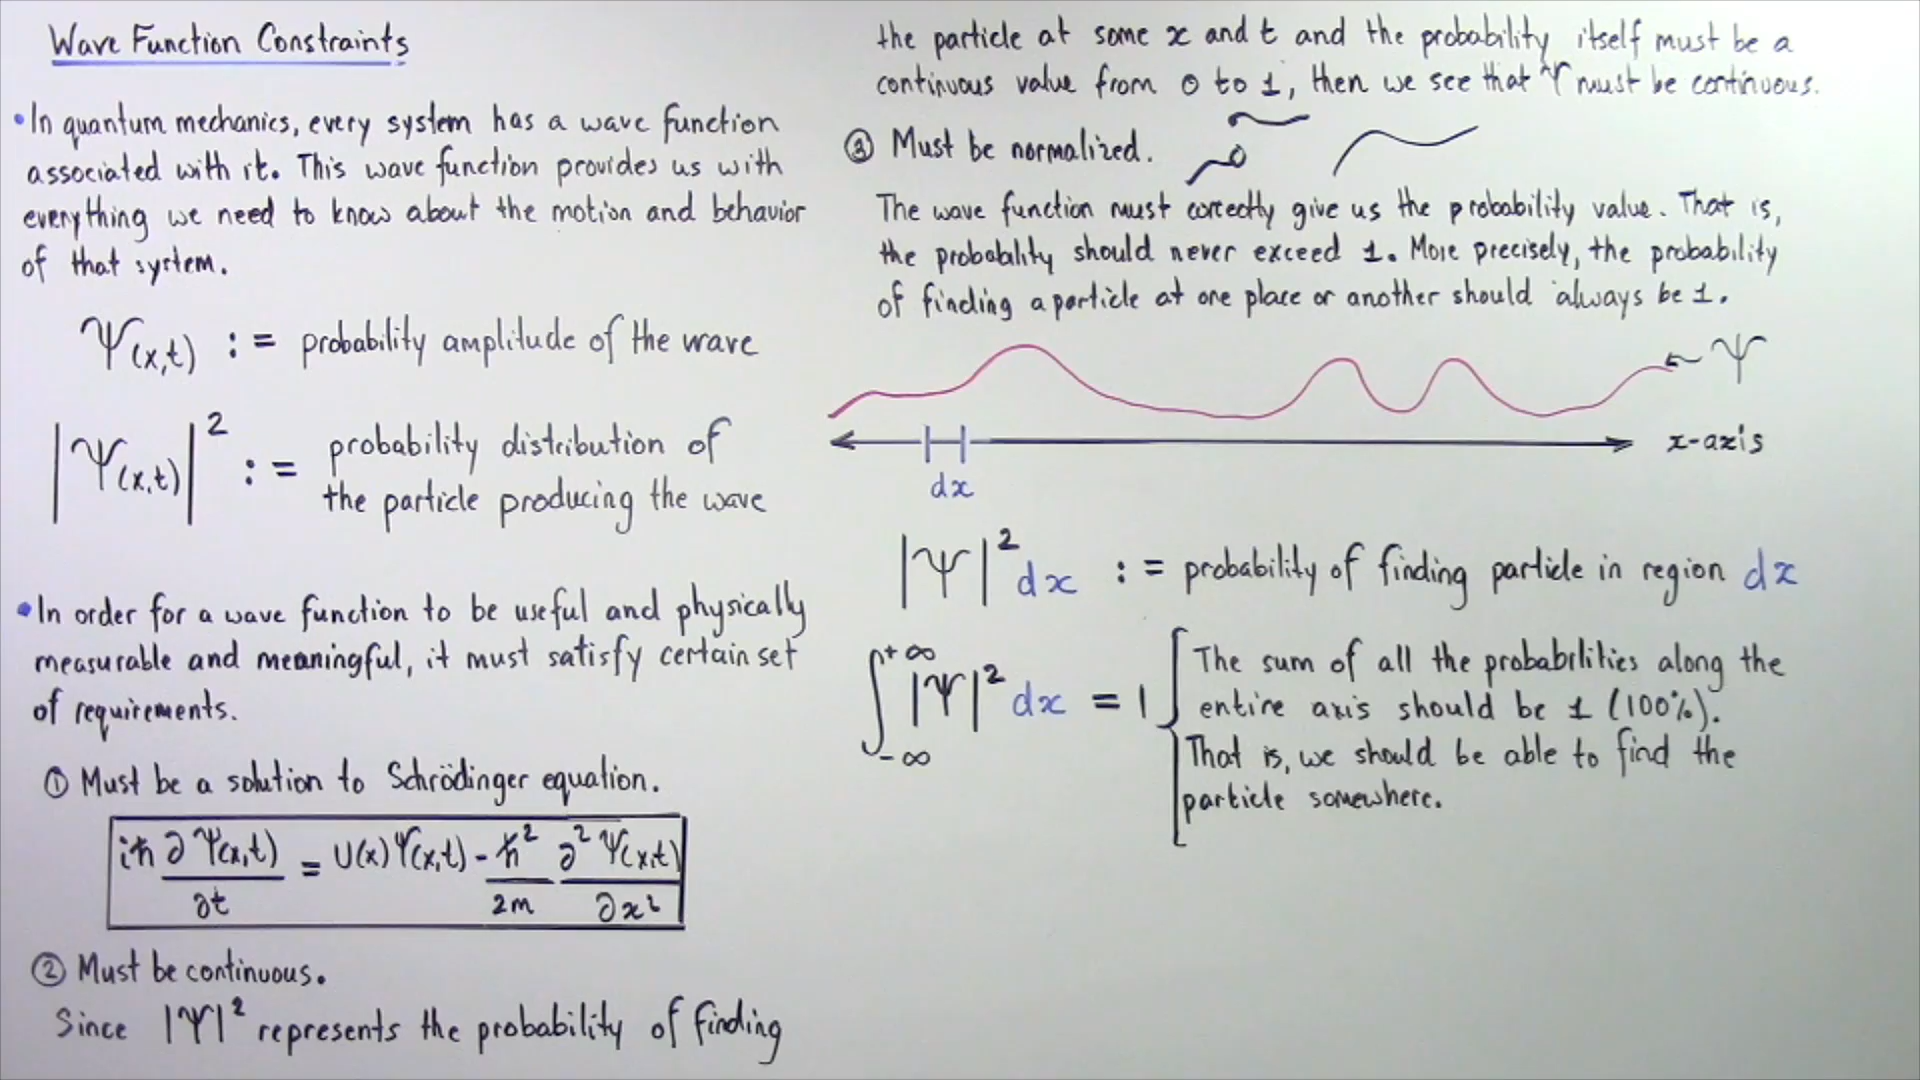 Wave Function Constraints
• In quantum mechanics, every system has a wave function
associated with it. This wave function provides us with
everything we need to know about the motion and behavior
of that system.
Ψ(x,t) := probability amplitude of the wave
|Ψ(x,t)|² := probability distribution of
the particle producing the wave
• In order for a wave function to be useful and physically
measurable and meaningful, it must satisfy certain set
of requirements.
① Must be a solution to Schrödinger equation.
iħ ∂Ψ(x,t)/∂t = U(x)Ψ(x,t) - ħ²/2m ∂²Ψ(x,t)/∂x²
② Must be continuous.
Since |Ψ|² represents the probability of finding
the particle at some x and t and the probability itself must be a
continuous value from 0 to 1, then we see that Ψ must be continuous.
③ Must be normalized.
The wave function must correctly give us the probability value. That is,
the probability should never exceed 1. More precisely, the probability
of finding a particle at one place or another should always be 1.
← Ψ
x-axis
dx
|Ψ|² dx := probability of finding particle in region dx
∫_{-∞}^{+∞} |Ψ|² dx = 1
The sum of all the probabilities along the
entire axis should be 1 (100%).
That is, we should be able to find the
particle somewhere.